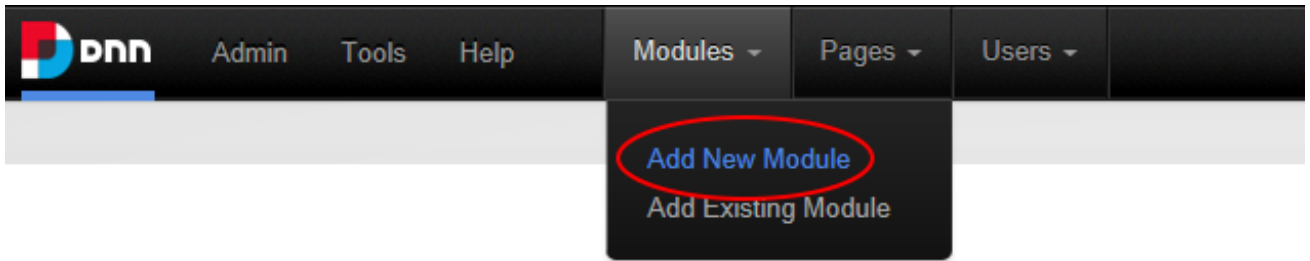 DNN Admin Tools Help Modules Pages Users
Add New Module
Add Existing Module